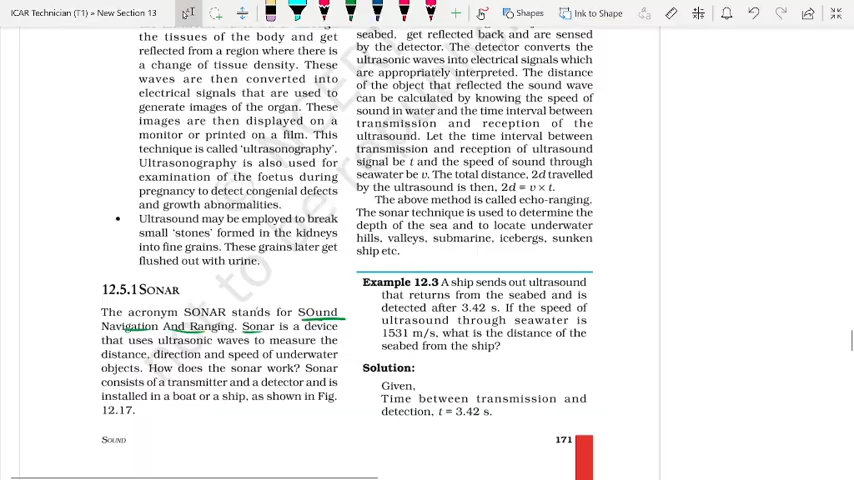 ICAR Technician (T1) » New Section 13
Shapes
Ink to Shape
the tissues of the body and get
reflected from a region where there is
a change of tissue density. These
waves are then converted into
electrical signals that are used to
generate images of the organ. These
images are then displayed on a
monitor or printed on a film. This
technique is called 'ultrasonography'.
Ultrasonography is also used for
examination of the foetus during
pregnancy to detect congenial defects
and growth abnormalities.
• Ultrasound may be employed to break
small 'stones' formed in the kidneys
into fine grains. These grains later get
flushed out with urine.
12.5.1 SONAR
The acronym SONAR stands for SOund
Navigation And Ranging. Sonar is a device
that uses ultrasonic waves to measure the
distance, direction and speed of underwater
objects. How does the sonar work? Sonar
consists of a transmitter and a detector and is
installed in a boat or a ship, as shown in Fig.
12.17.
SOUND
seabed, get reflected back and are sensed
by the detector. The detector converts the
ultrasonic waves into electrical signals which
are appropriately interpreted. The distance
of the object that reflected the sound wave
can be calculated by knowing the speed of
sound in water and the time interval between
transmission and reception of the
ultrasound. Let the time interval between
transmission and reception of ultrasound
signal be t and the speed of sound through
seawater be v. The total distance, 2d travelled
by the ultrasound is then, 2d = v × t.
The above method is called echo-ranging.
The sonar technique is used to determine the
depth of the sea and to locate underwater
hills, valleys, submarine, icebergs, sunken
ship etc.
Example 12.3 A ship sends out ultrasound
that returns from the seabed and is
detected after 3.42 s. If the speed of
ultrasound through seawater is
1531 m/s, what is the distance of the
seabed from the ship?
Solution:
Given,
Time between transmission and
detection, t = 3.42 s.
171